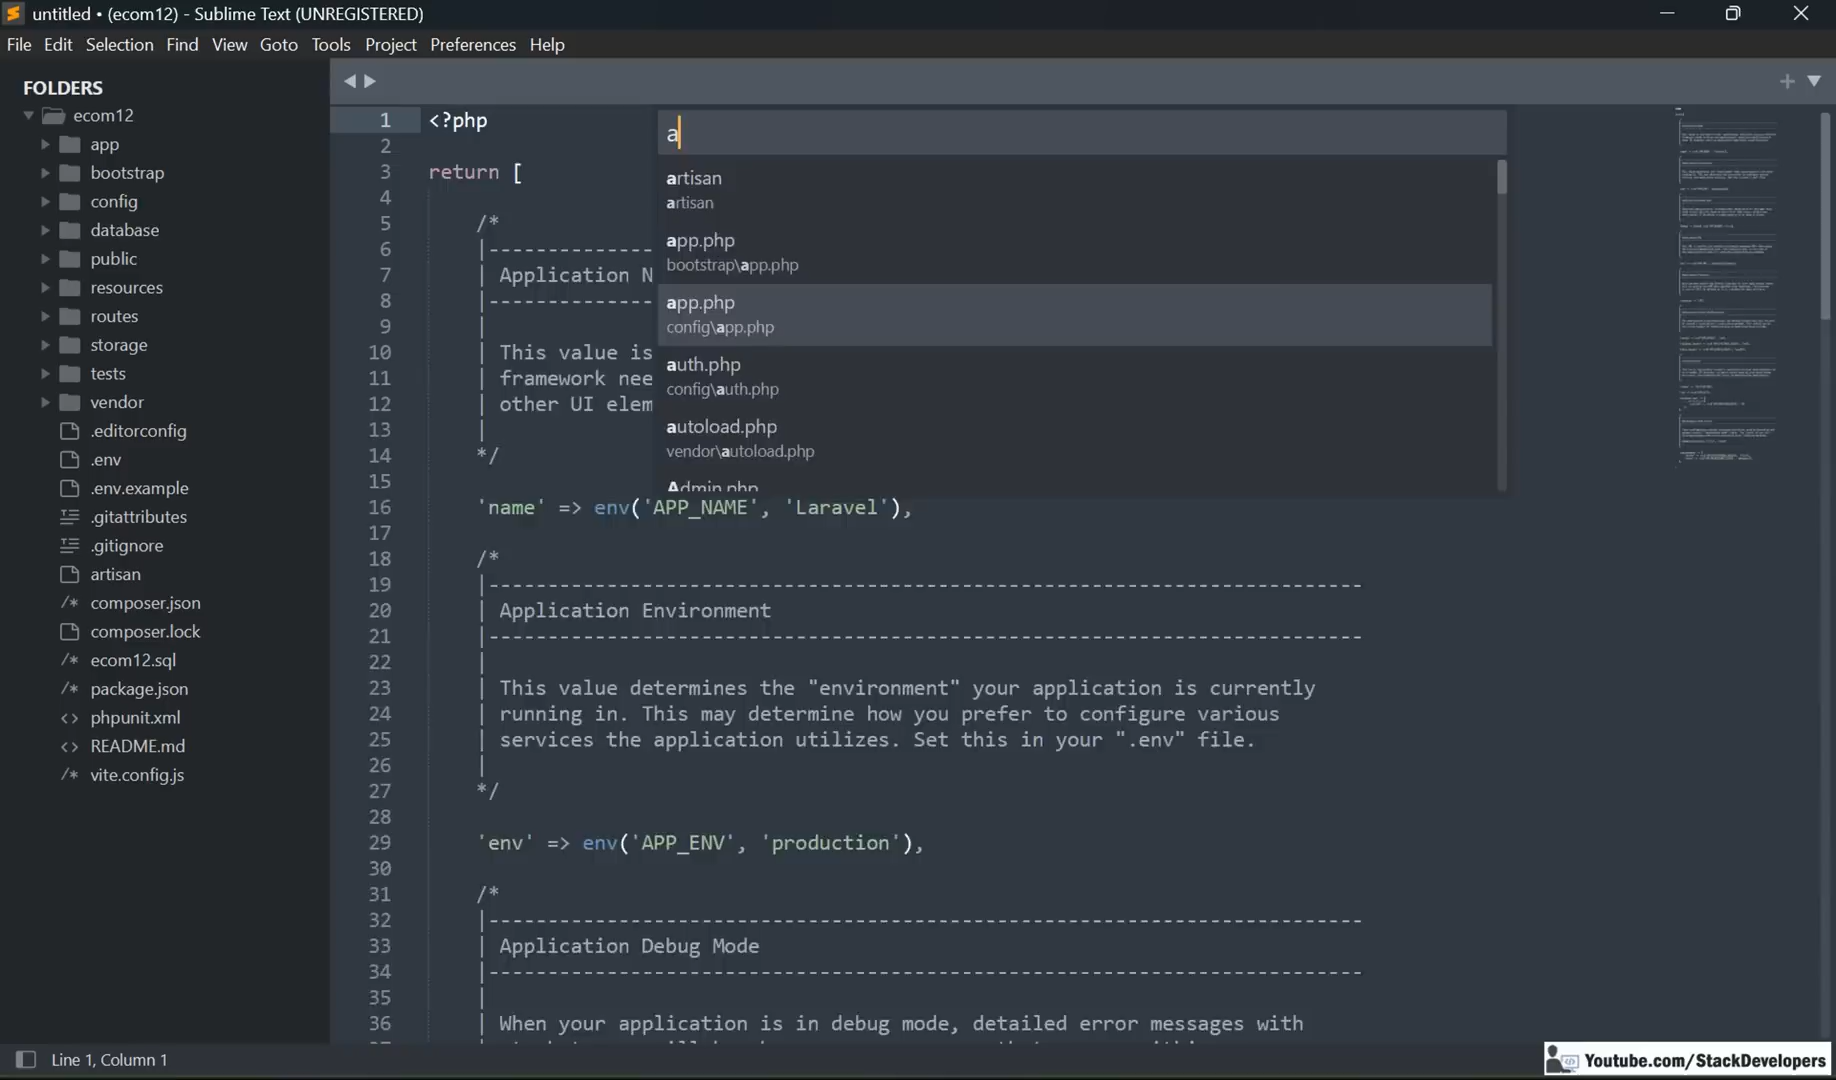 untitled • (ecom12) - Sublime Text (UNREGISTERED)
File Edit Selection Find View Goto Tools Project Preferences Help
FOLDERS
ecom12
app
bootstrap
config
database
public
resources
routes
storage
tests
vendor
.editorconfig
.env
.env.example
.gitattributes
.gitignore
artisan
/* composer.json
composer.lock
/* ecom12.sql
/* package.json
<> phpunit.xml
<> README.md
/* vite.config.js
a
artisan
artisan
app.php
bootstrap\app.php
app.php
config\app.php
auth.php
config\auth.php
autoload.php
vendor\autoload.php
Admin.php
1 <?php
2
3 return [
4
5 /*
6 |--------------
7 | Application N
8 |--------------
9 |
10 | This value is
11 | framework nee
12 | other UI elem
13 |
14 */
15
16 'name' => env('APP_NAME', 'Laravel'),
17
18 /*
19 |--------------------------------------------------------------------------
20 | Application Environment
21 |--------------------------------------------------------------------------
22 |
23 | This value determines the "environment" your application is currently
24 | running in. This may determine how you prefer to configure various
25 | services the application utilizes. Set this in your ".env" file.
26 |
27 */
28
29 'env' => env('APP_ENV', 'production'),
30
31 /*
32 |--------------------------------------------------------------------------
33 | Application Debug Mode
34 |--------------------------------------------------------------------------
35 |
36 | When your application is in debug mode, detailed error messages with
Line 1, Column 1
Youtube.com/StackDevelopers